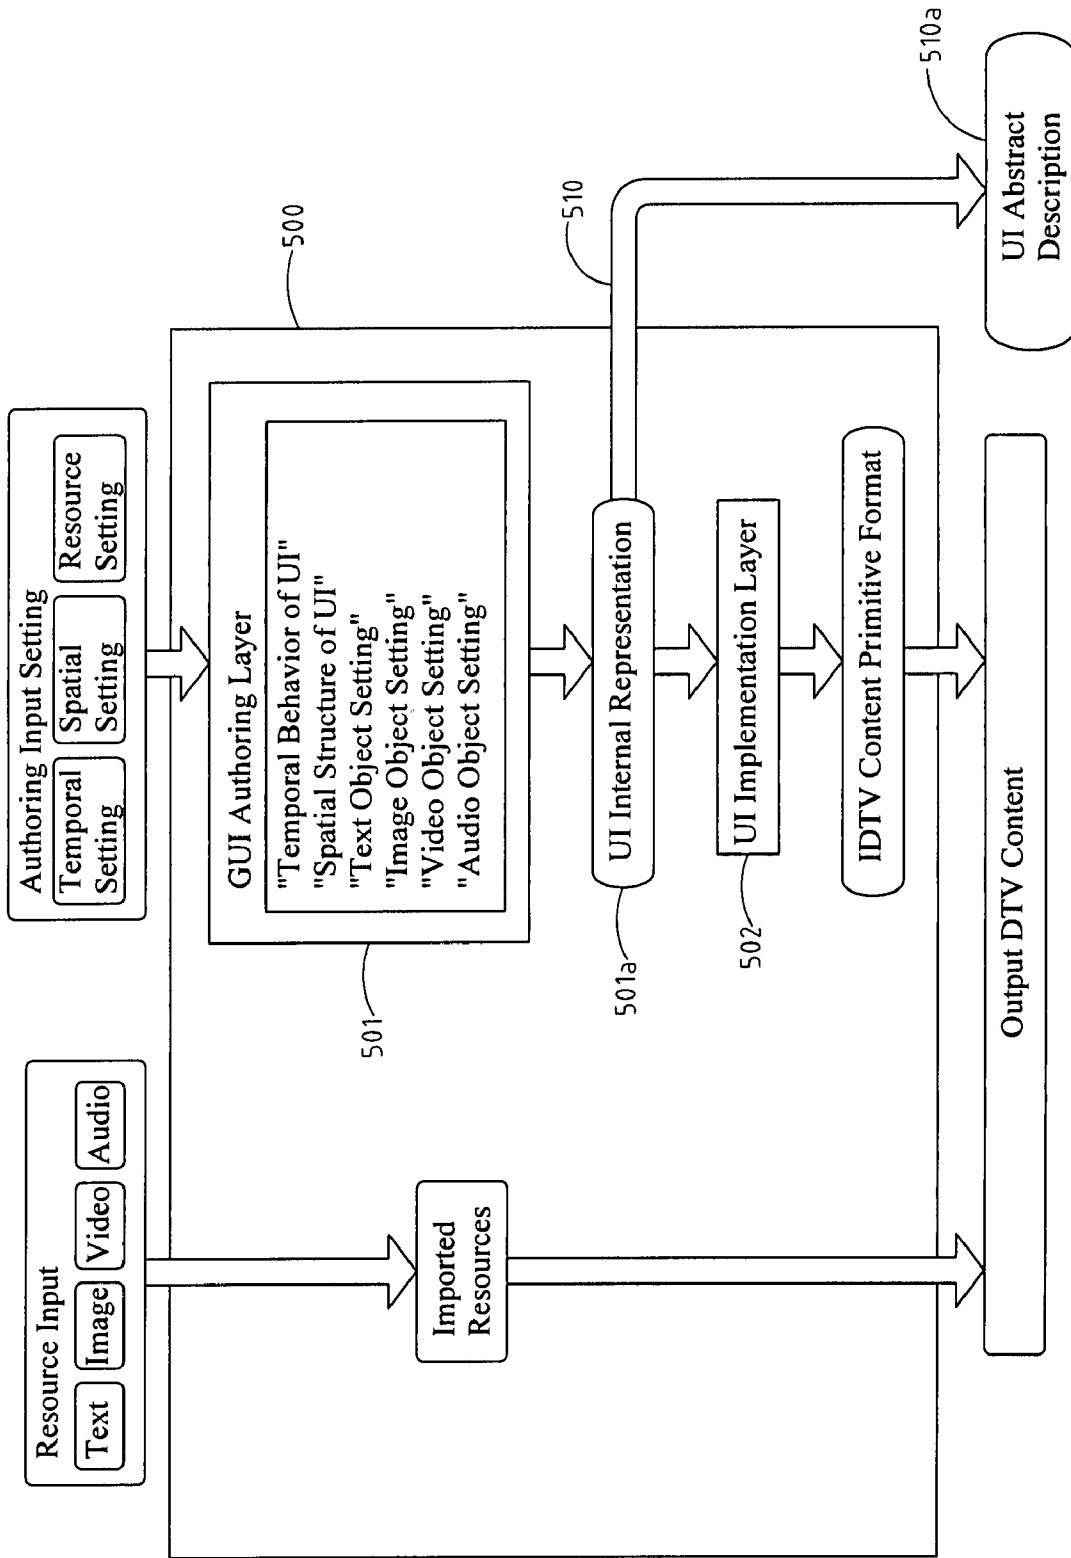 Resource Input
Text
Image
Video
Audio
Authoring Input Setting
Temporal
Setting
Spatial
Setting
Resource
Setting
500
GUI Authoring Layer
"Temporal Behavior of UI"
"Spatial Structure of UI"
"Text Object Setting"
"Image Object Setting"
"Video Object Setting"
"Audio Object Setting"
501
Imported
Resources
UI Internal Representation
501a
510
UI Implementation Layer
502
IDTV Content Primitive Format
Output DTV Content
UI Abstract
Description
510a